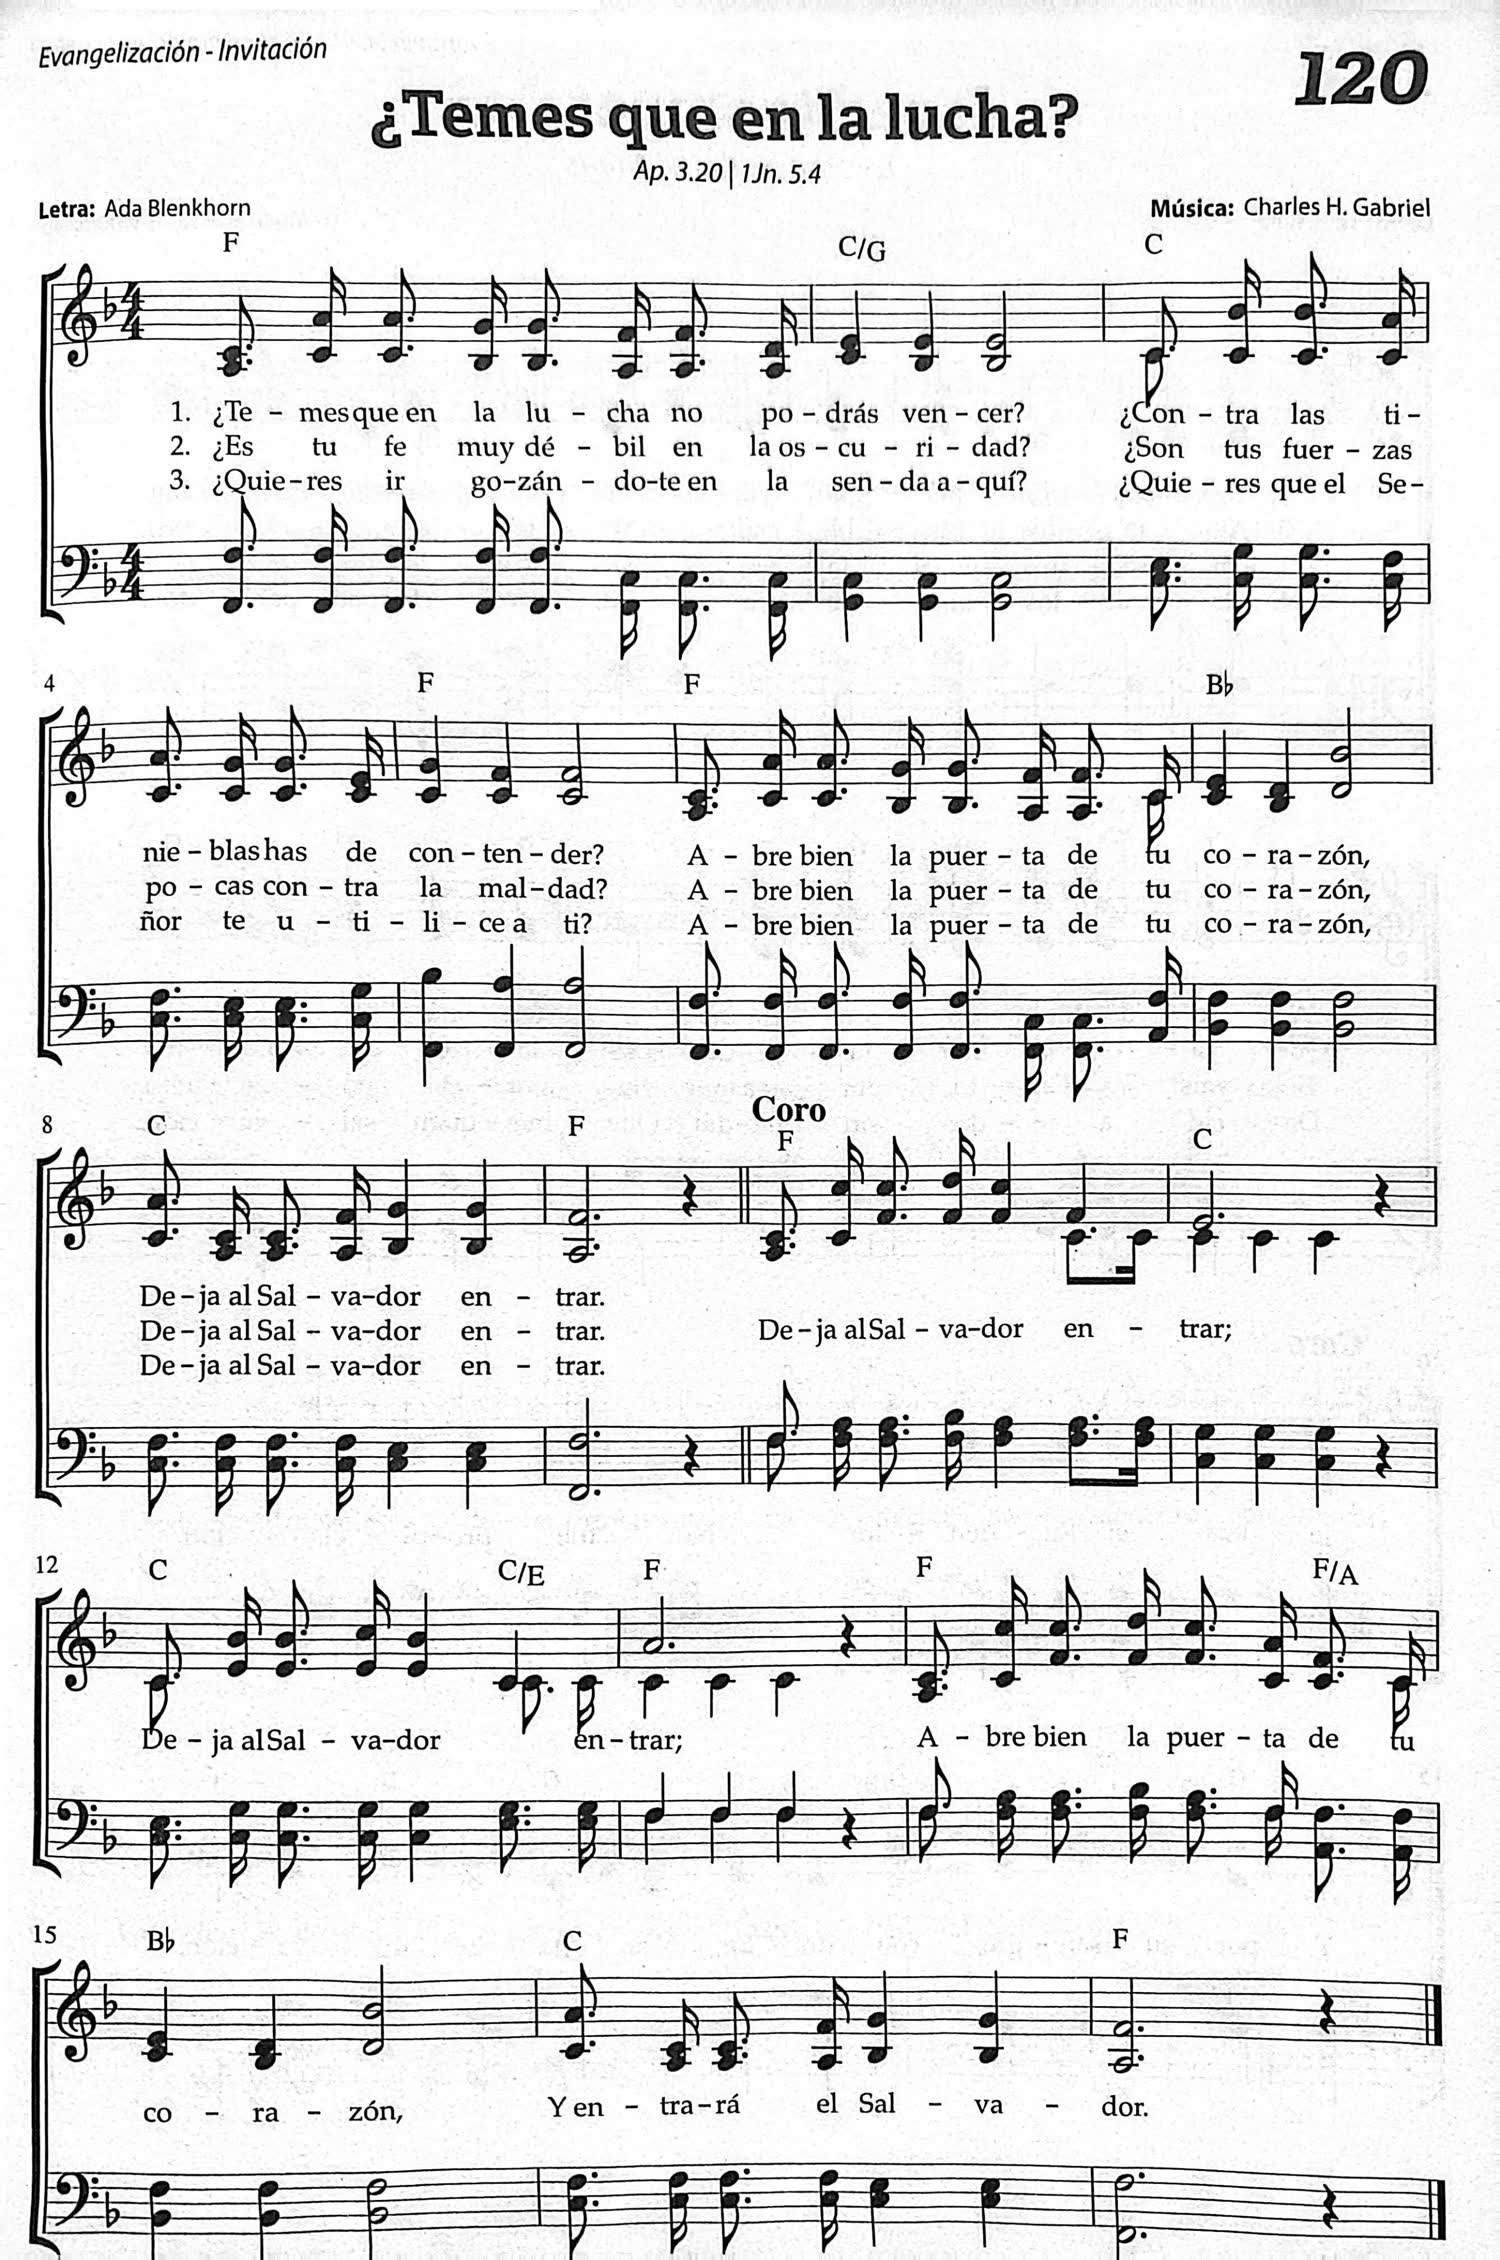 Evangelización - Invitación
120
¿Temes que en la lucha?
Ap. 3.20 | 1Jn. 5.4
Letra: Ada Blenkhorn
Música: Charles H. Gabriel
F C/G C
1. ¿Te – mes que en la lu – cha no po – drás ven – cer? ¿Con – tra las ti –
2. ¿Es tu fe muy dé – bil en la os – cu – ri – dad? ¿Son tus fuer – zas
3. ¿Quie – res ir go – zán – do – te en la sen – da a – quí? ¿Quie – res que el Se –
4
F F B♭
nie – blas has de con – ten – der? A – bre bien la puer – ta de tu co – ra – zón,
po – cas con – tra la mal – dad? A – bre bien la puer – ta de tu co – ra – zón,
ñor te u – ti – li – ce a ti? A – bre bien la puer – ta de tu co – ra – zón,
Coro
8
C F F C
De – ja al Sal – va – dor en – trar.
De – ja al Sal – va – dor en – trar. De – ja al Sal – va – dor en – trar;
De – ja al Sal – va – dor en – trar.
12
C C/E F F F/A
De – ja al Sal – va – dor en – trar; A – bre bien la puer – ta de tu
15
B♭ C F
co – ra – zón, Y en – tra – rá el Sal – va – dor.